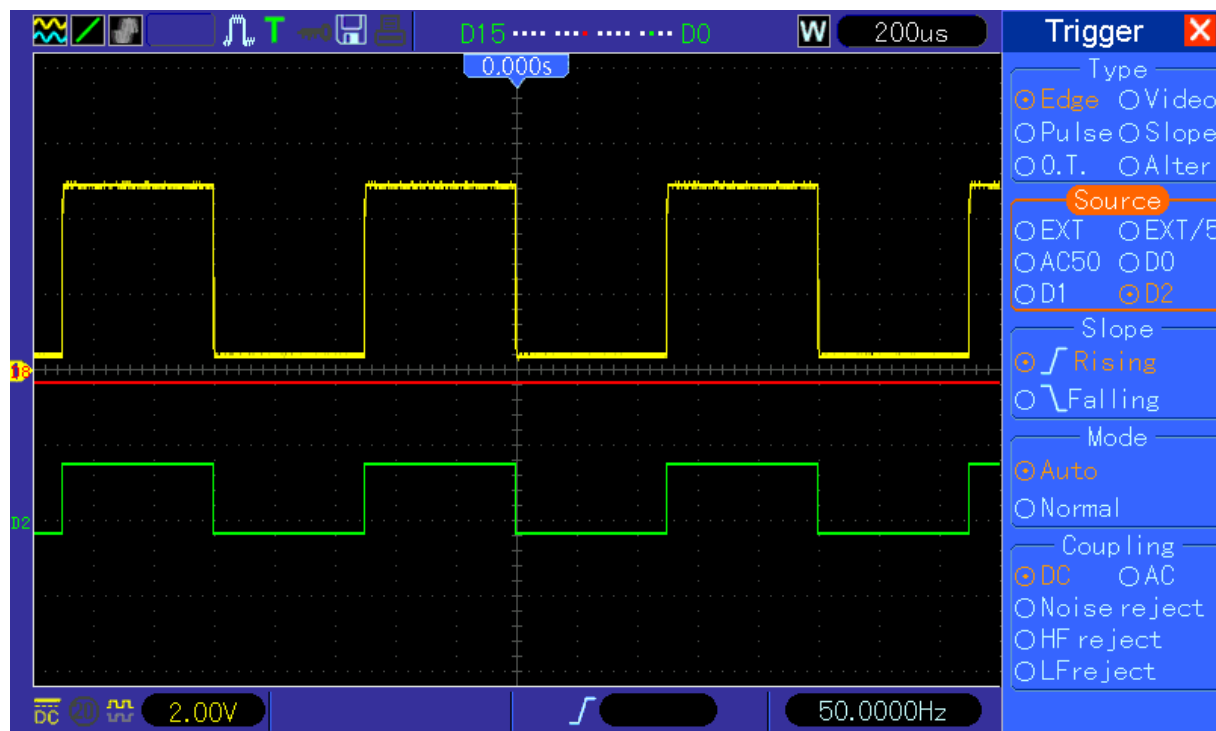 T D15 D0 W 200us
0.000s
D2
DC 20 2.00V 50.0000Hz
Trigger X
Type
Edge Video
Pulse Slope
O.T. Alter
Source
EXT EXT/5
AC50 D0
D1 D2
Slope
Rising
Falling
Mode
Auto
Normal
Coupling
DC AC
Noise reject
HF reject
LFreject